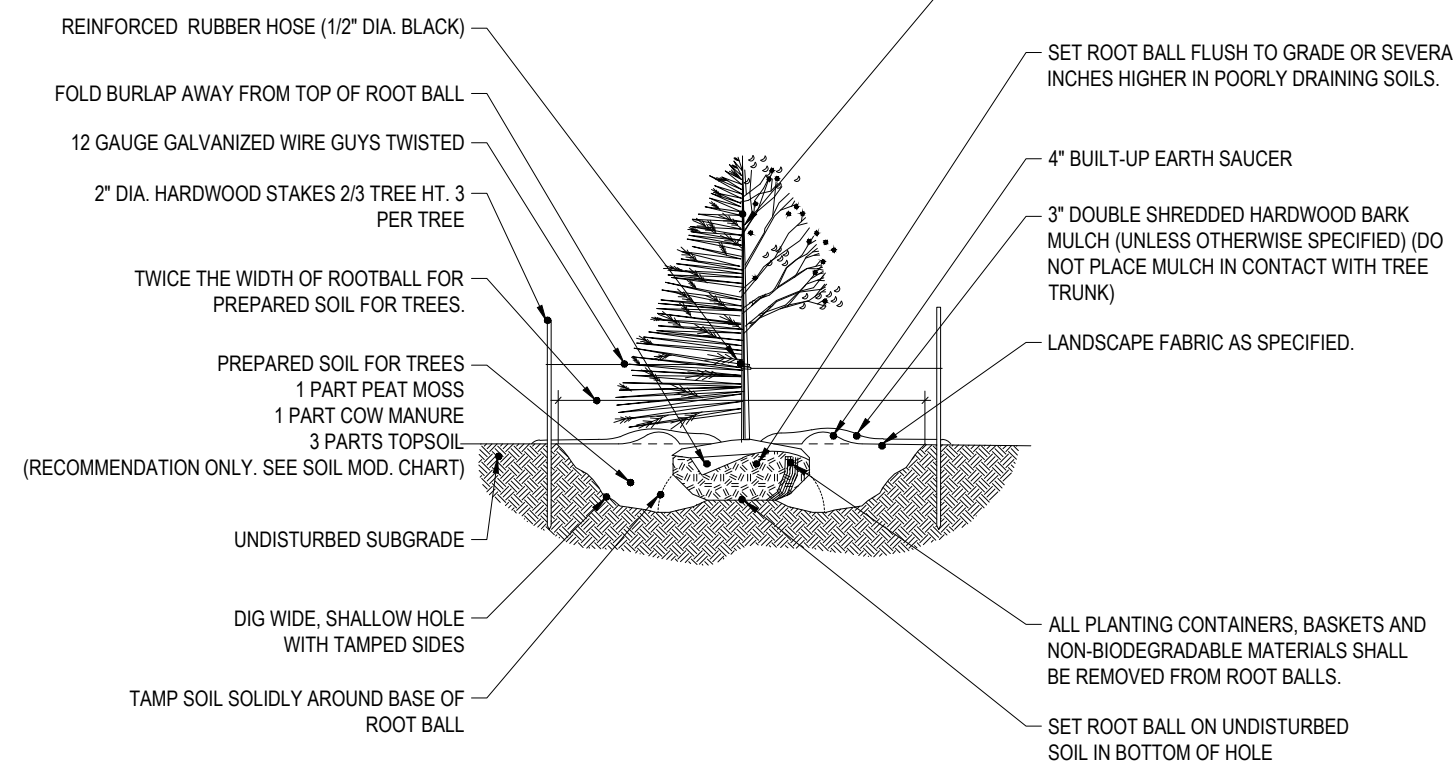 REINFORCED RUBBER HOSE (1/2" DIA. BLACK)
FOLD BURLAP AWAY FROM TOP OF ROOT BALL
12 GAUGE GALVANIZED WIRE GUYS TWISTED
2" DIA. HARDWOOD STAKES 2/3 TREE HT. 3
PER TREE
TWICE THE WIDTH OF ROOTBALL FOR
PREPARED SOIL FOR TREES.
PREPARED SOIL FOR TREES
1 PART PEAT MOSS
1 PART COW MANURE
3 PARTS TOPSOIL
(RECOMMENDATION ONLY. SEE SOIL MOD. CHART)
UNDISTURBED SUBGRADE
DIG WIDE, SHALLOW HOLE
WITH TAMPED SIDES
TAMP SOIL SOLIDLY AROUND BASE OF
ROOT BALL
SET ROOT BALL FLUSH TO GRADE OR SEVERA
INCHES HIGHER IN POORLY DRAINING SOILS.
4" BUILT-UP EARTH SAUCER
3" DOUBLE SHREDDED HARDWOOD BARK
MULCH (UNLESS OTHERWISE SPECIFIED) (DO
NOT PLACE MULCH IN CONTACT WITH TREE
TRUNK)
LANDSCAPE FABRIC AS SPECIFIED.
ALL PLANTING CONTAINERS, BASKETS AND
NON-BIODEGRADABLE MATERIALS SHALL
BE REMOVED FROM ROOT BALLS.
SET ROOT BALL ON UNDISTURBED
SOIL IN BOTTOM OF HOLE